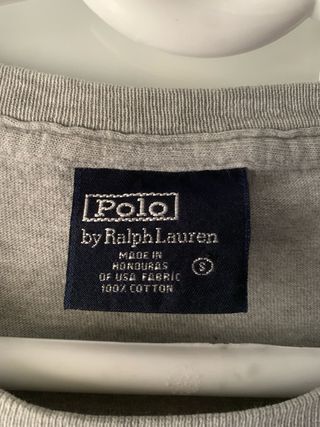 Polo
by Ralph Lauren
MADE IN
HONDURAS
OF USA FABRIC
100% COTTON
S